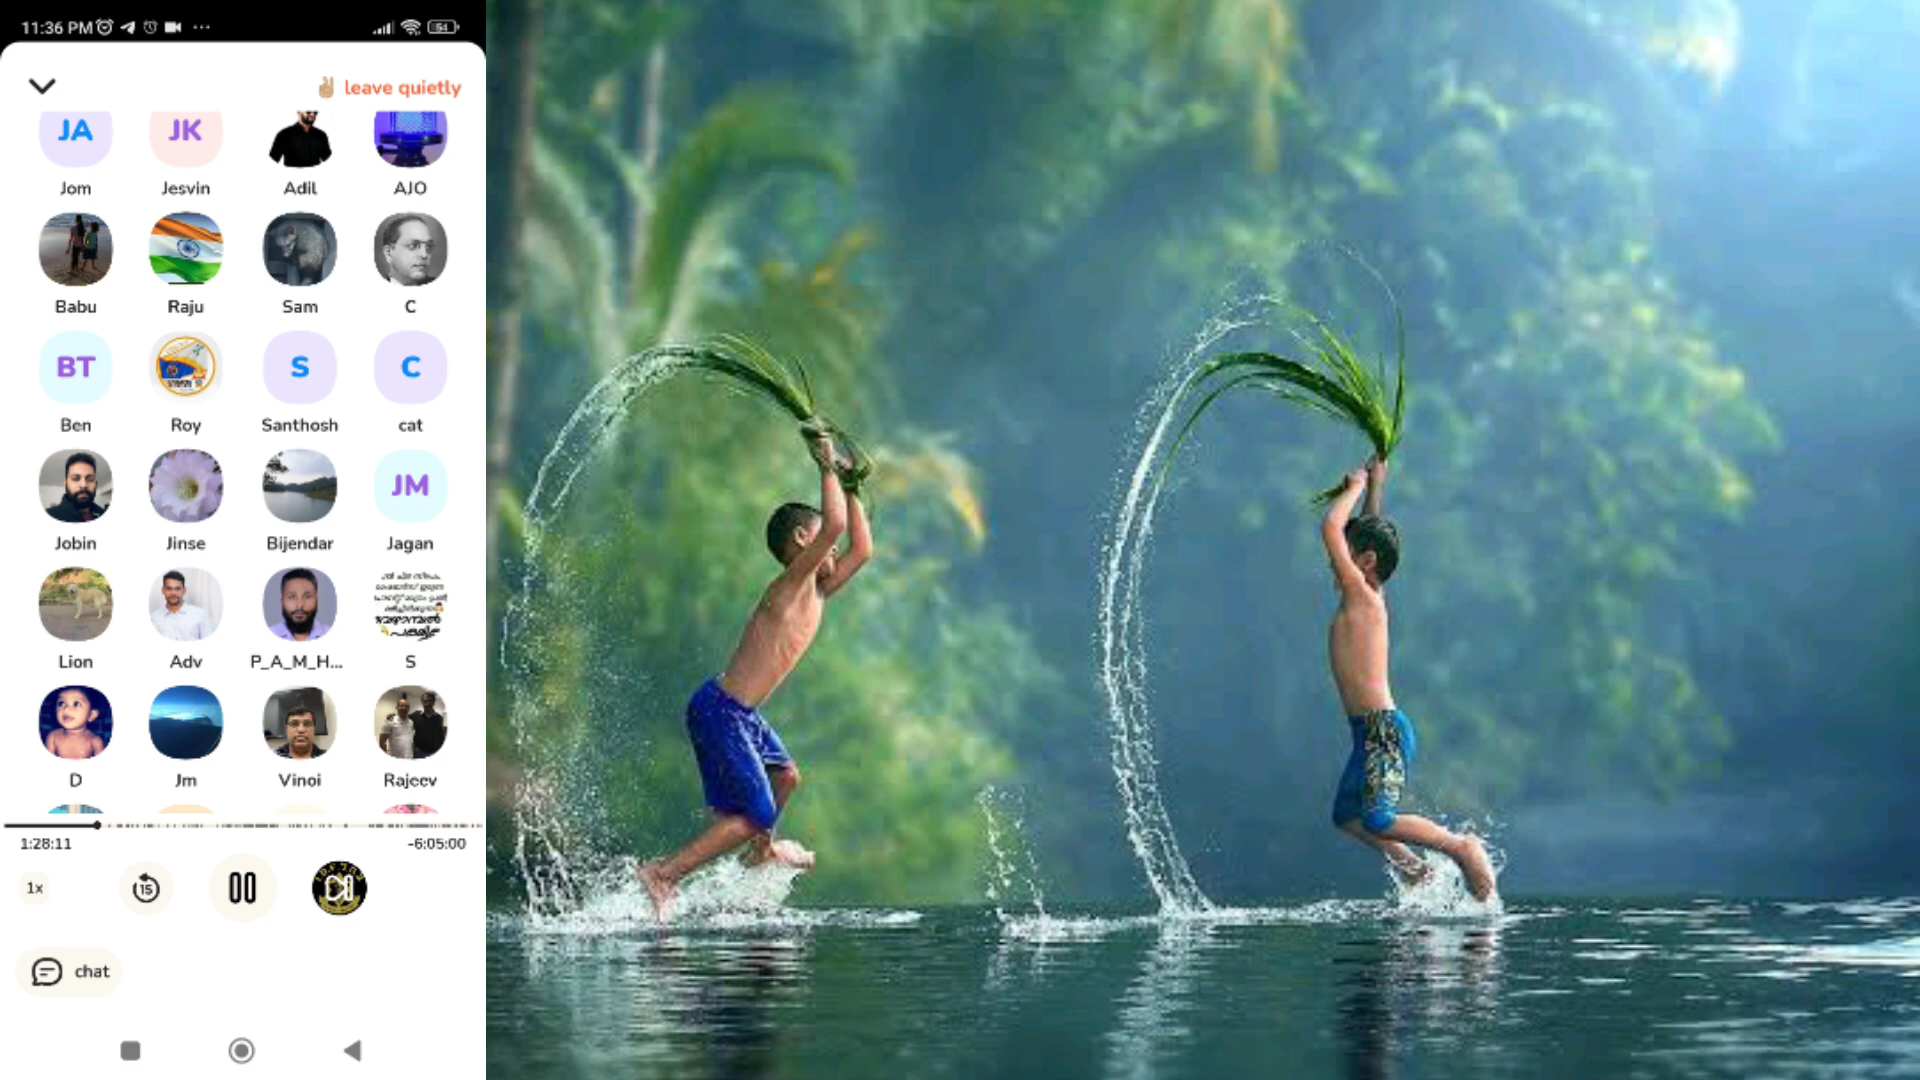 11:36 PM
54
leave quietly
JA
JK
Jom
Jesvin
Adil
AJO
Babu
Raju
Sam
C
BT
S
C
Ben
Roy
Santhosh
cat
JM
Jobin
Jinse
Bijendar
Jagan
Lion
Adv
P_A_M_H...
S
D
Jm
Vinoi
Rajeev
1:28:11
-6:05:00
1x
15
chat